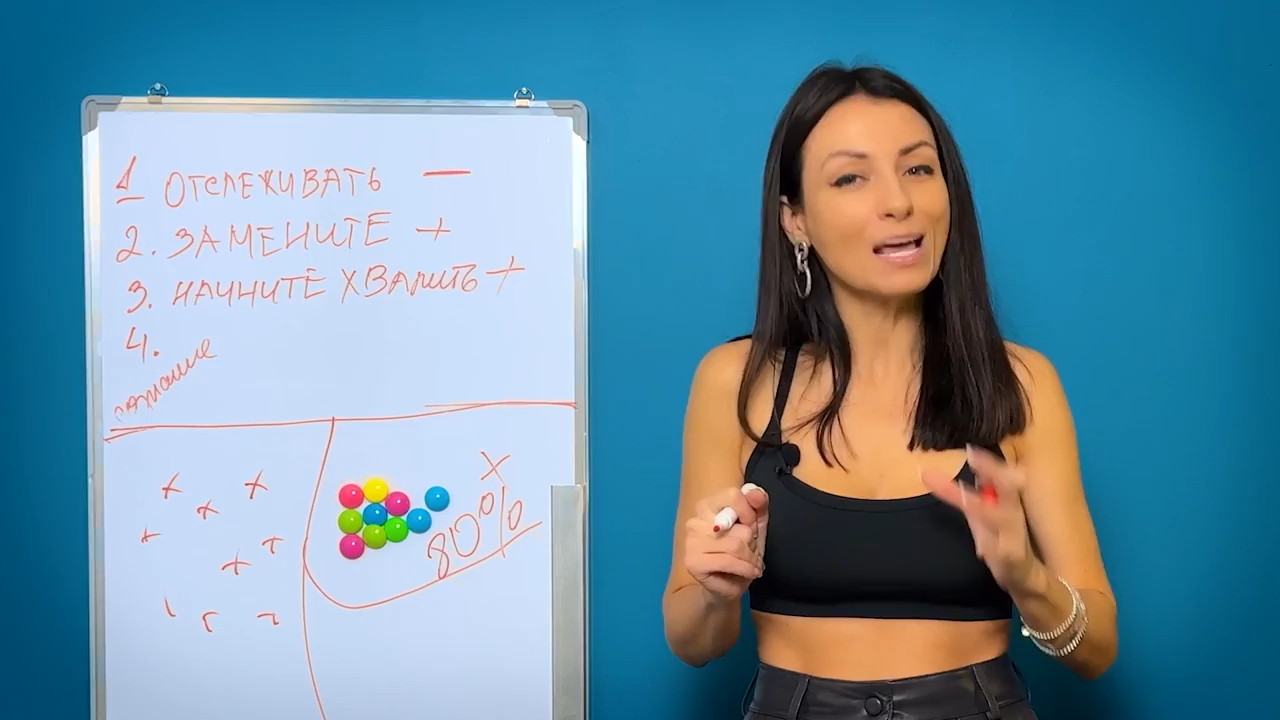 1 ОТСЛЕЖИВАТЬ —
2. ЗАМЕНИТЕ +
3. НАЧНИТЕ ХВАЛИТЬ +
4.
80%